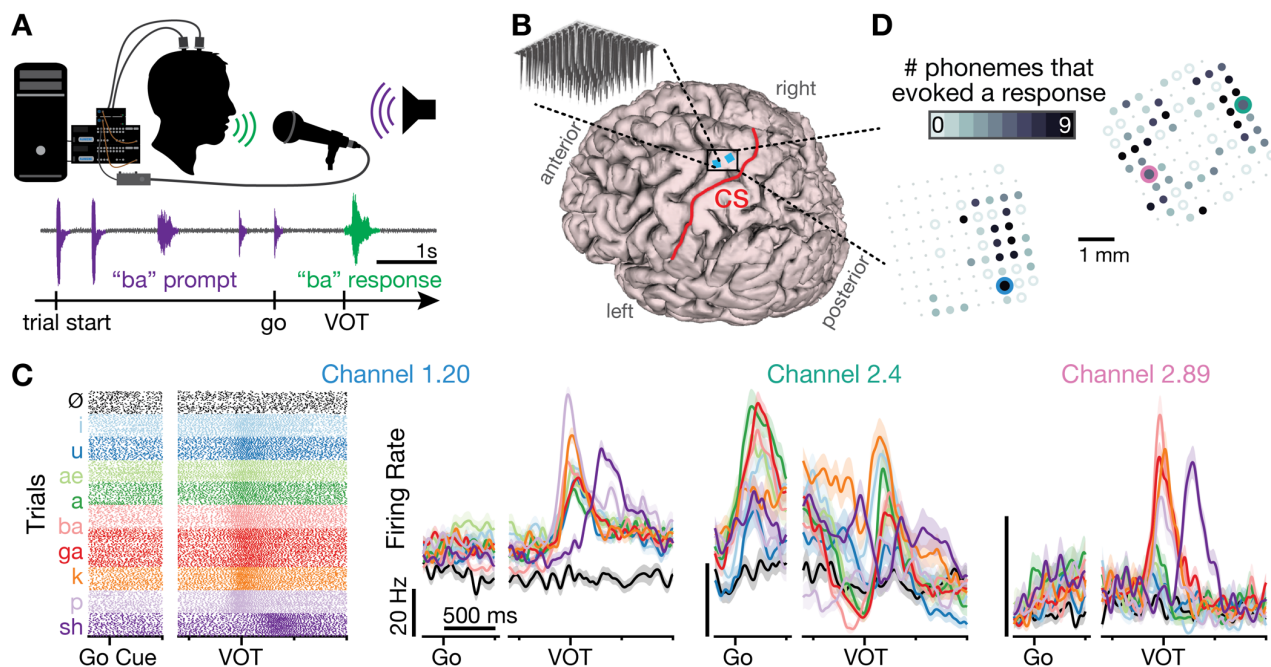 A
"ba" prompt
"ba" response
1s
trial start
go
VOT
B
right
anterior
CS
left
posterior
D
# phonemes that
evoked a response
0
9
1 mm
C
Channel 1.20
Channel 2.4
Channel 2.89
Trials
Ø
i
u
ae
a
ba
ga
k
p
sh
Go Cue
VOT
Firing Rate
20 Hz
500 ms
Go
VOT
Go
VOT
Go
VOT